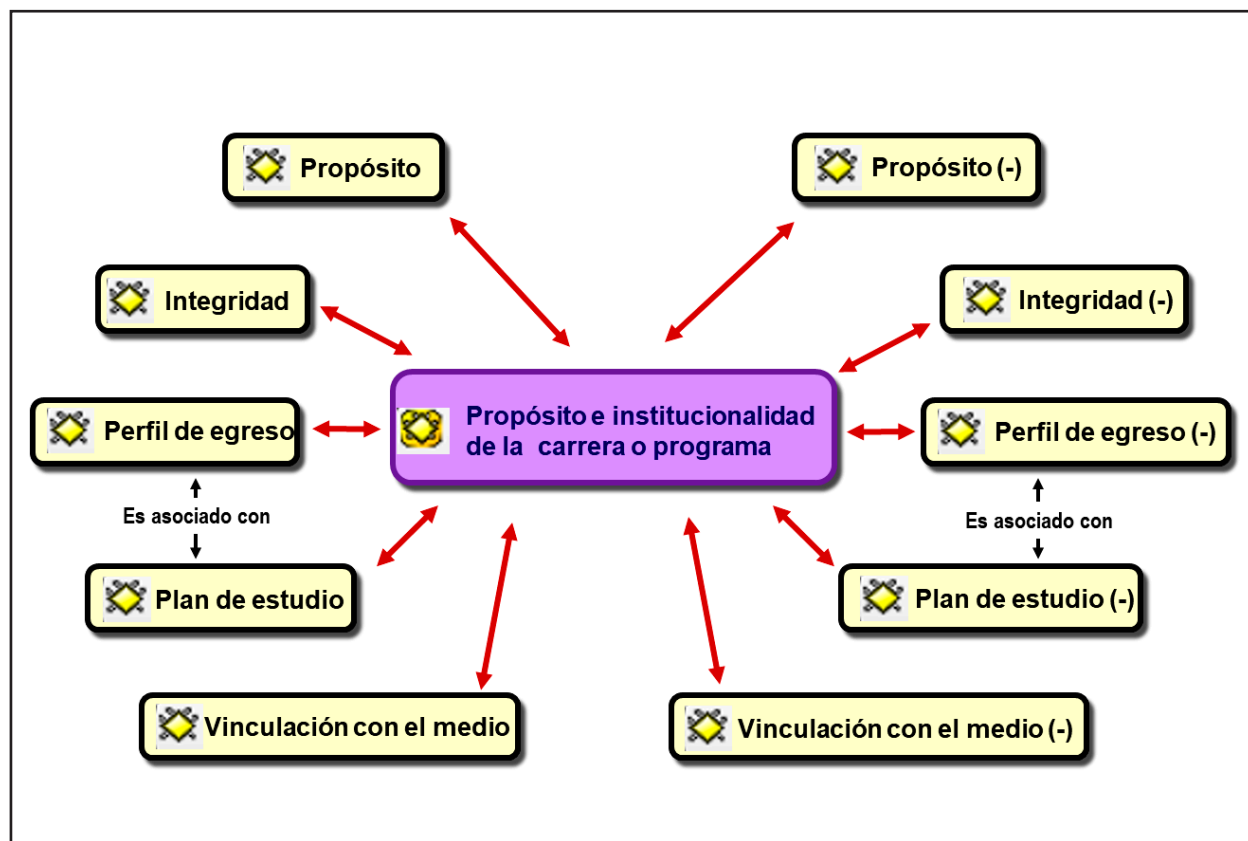 Propósito
Propósito (-)
Integridad
Integridad (-)
Propósito e institucionalidad
de la carrera o programa
Perfil de egreso
Perfil de egreso (-)
Es asociado con
Es asociado con
Plan de estudio
Plan de estudio (-)
Vinculación con el medio
Vinculación con el medio (-)